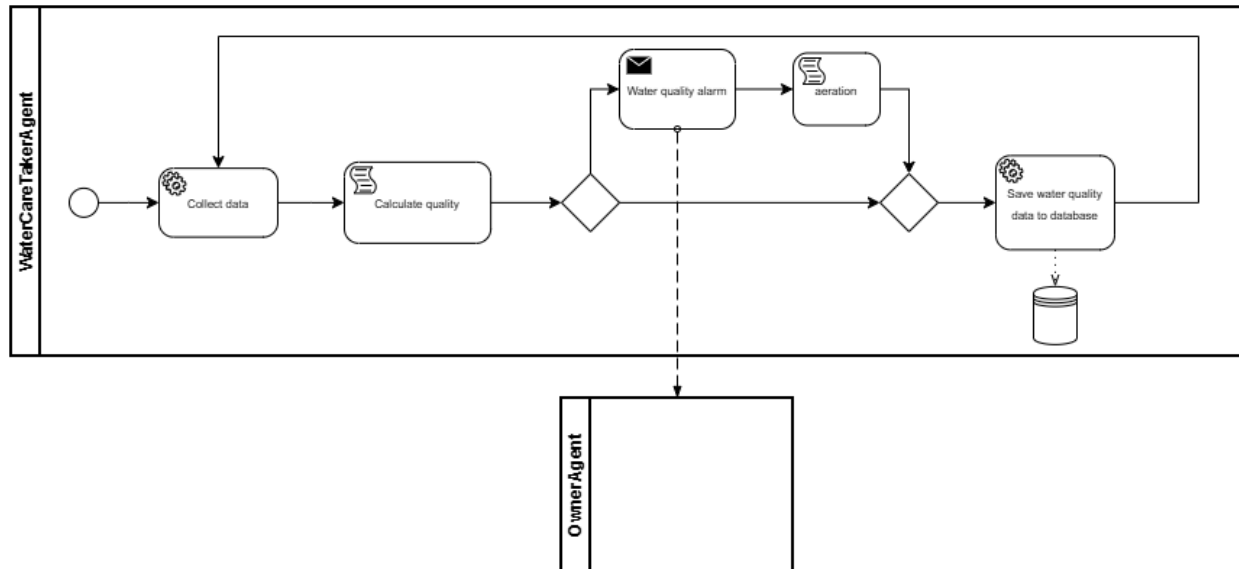 WaterCareTakerAgent
Collect data
Calculate quality
Water quality alarm
aeration
Save water quality
data to database
OwnerAgent